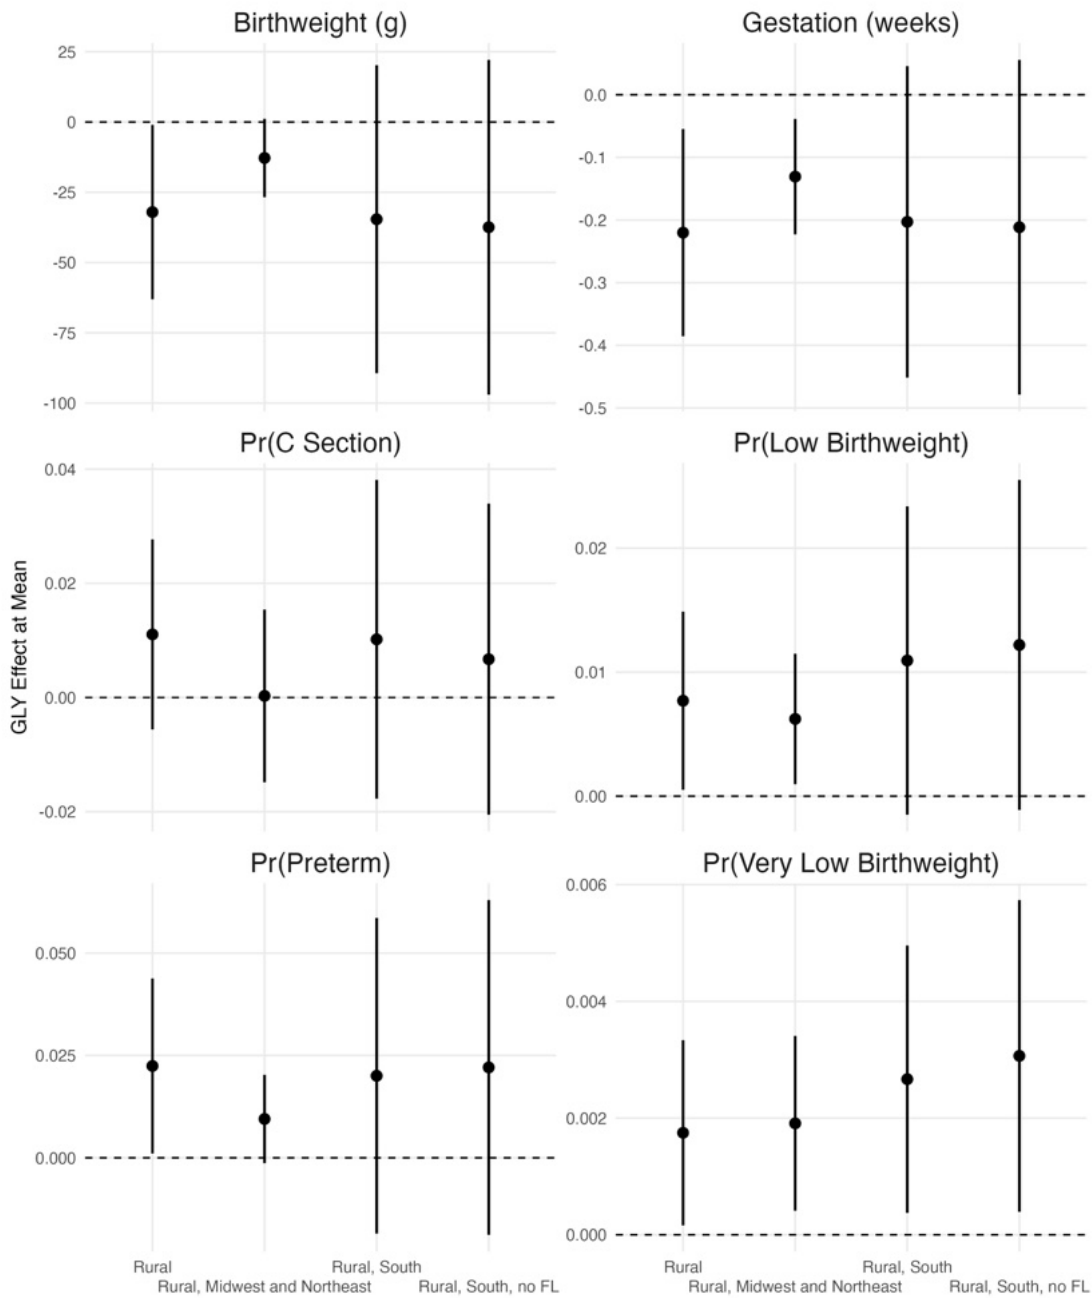 Birthweight (g)
25
0
-25
-50
-75
-100
Gestation (weeks)
0.0
-0.1
-0.2
-0.3
-0.4
-0.5
GLY Effect at Mean
Pr(C Section)
0.04
0.02
0.00
-0.02
Pr(Low Birthweight)
0.02
0.01
0.00
Pr(Preterm)
0.050
0.025
0.000
Pr(Very Low Birthweight)
0.006
0.004
0.002
0.000
Rural
Rural, South
Rural, Midwest and Northeast
Rural, South, no FL
Rural
Rural, South
Rural, Midwest and Northeast
Rural, South, no FL